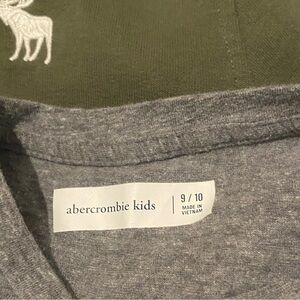 abercrombie kids
9 / 10
MADE IN
VIETNAM